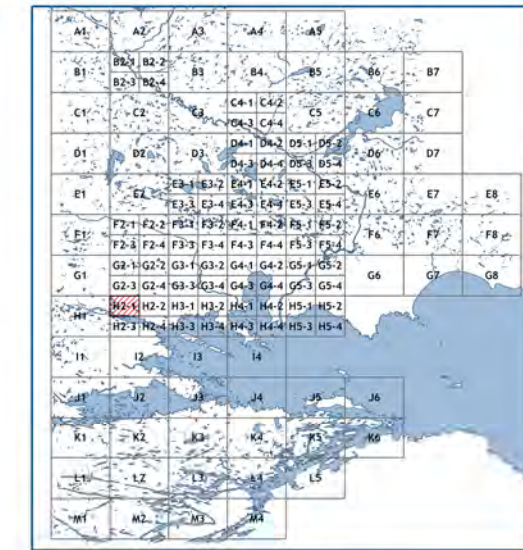 A1 A2 A3 A4 A5
B2-1 B2-2
B1 B3 B4 B5 B6 B7
B2-3 B2-4
C4-1 C4-2
C1 C2 C3 C5 C6 C7
C4-3 C4-4
D4-1 D4-2 D5-1 D5-2
D1 D2 D3 D6 D7
D4-3 D4-4 D5-3 D5-4
E3-1 E3-2 E4-1 E4-2 E5-1 E5-2
E1 E2 E6 E7 E8
E3-3 E3-4 E4-3 E4-4 E5-3 E5-4
F2-1 F2-2 F3-1 F3-2 F4-1 F4-2 F5-1 F5-2
F1 F6 F7 F8
F2-3 F2-4 F3-3 F3-4 F4-3 F4-4 F5-3 F5-4
G2-1 G2-2 G3-1 G3-2 G4-1 G4-2 G5-1 G5-2
G1 G6 G7 G8
G2-3 G2-4 G3-3 G3-4 G4-3 G4-4 G5-3 G5-4
H2-1 H2-2 H3-1 H3-2 H4-1 H4-2 H5-1 H5-2
H1
H2-3 H2-4 H3-3 H3-4 H4-3 H4-4 H5-3 H5-4
I1 I2 I3 I4
J1 J2 J3 J4 J5 J6
K1 K2 K3 K4 K5 K6
L1 L2 L3 L4 L5
M1 M2 M3 M4